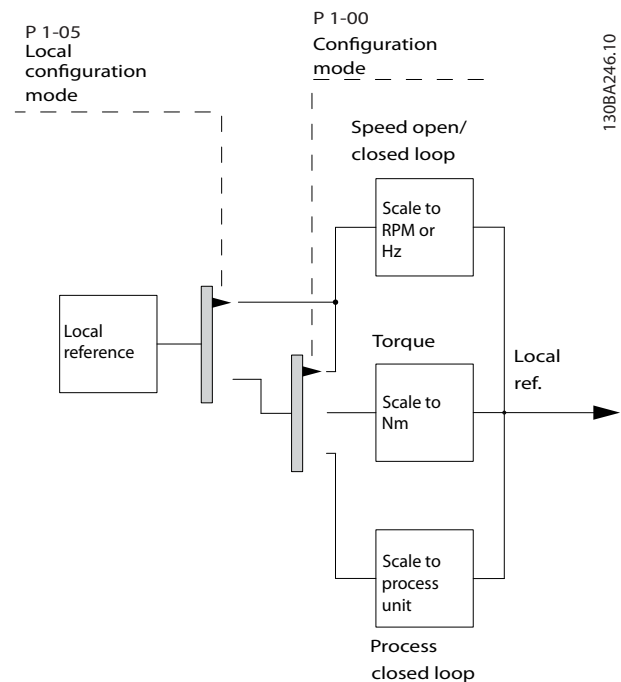 P 1-05
Local
configuration
mode
P 1-00
Configuration
mode
130BA246.10
Speed open/
closed loop
Scale to
RPM or
Hz
Local
reference
Torque
Scale to
Nm
Local
ref.
Scale to
process
unit
Process
closed loop